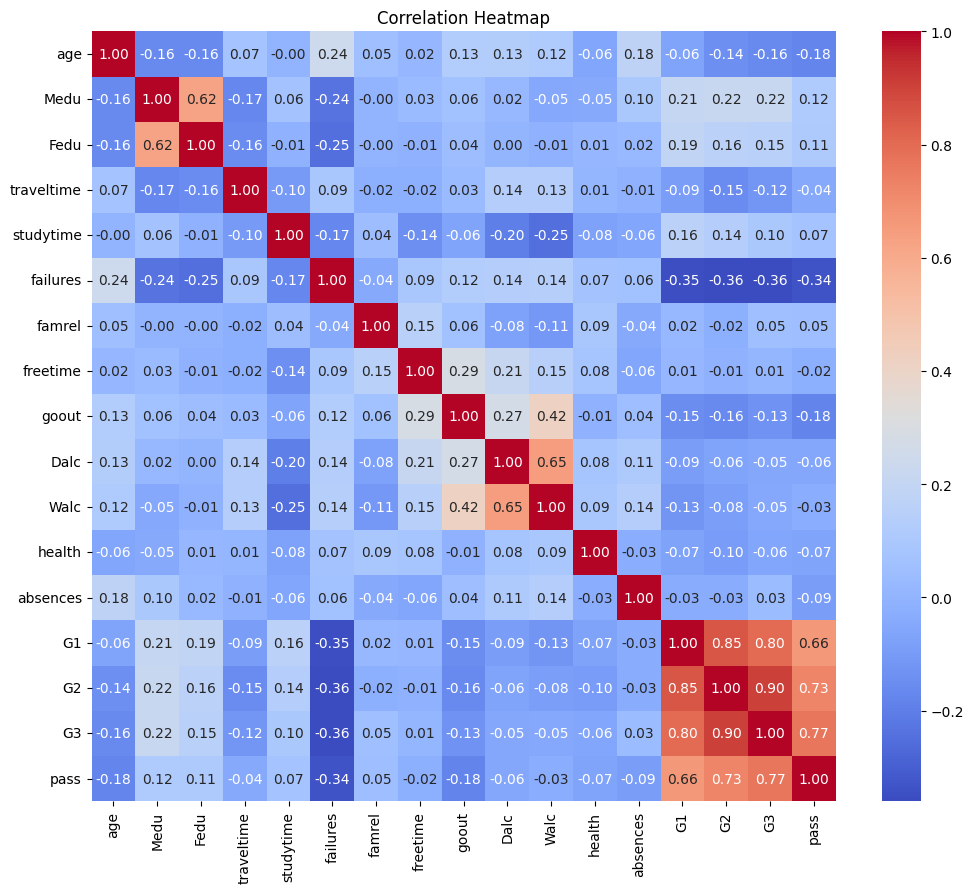 Correlation Heatmap
age 1.00 -0.16 -0.16 0.07 -0.00 0.24 0.05 0.02 0.13 0.13 0.12 -0.06 0.18 -0.06 -0.14 -0.16 -0.18
Medu -0.16 1.00 0.62 -0.17 0.06 -0.24 -0.00 0.03 0.06 0.02 -0.05 -0.05 0.10 0.21 0.22 0.22 0.12
Fedu -0.16 0.62 1.00 -0.16 -0.01 -0.25 -0.00 -0.01 0.04 0.00 -0.01 0.01 0.02 0.19 0.16 0.15 0.11
traveltime 0.07 -0.17 -0.16 1.00 -0.10 0.09 -0.02 -0.02 0.03 0.14 0.13 0.01 -0.01 -0.09 -0.15 -0.12 -0.04
studytime -0.00 0.06 -0.01 -0.10 1.00 -0.17 0.04 -0.14 -0.06 -0.20 -0.25 -0.08 -0.06 0.16 0.14 0.10 0.07
failures 0.24 -0.24 -0.25 0.09 -0.17 1.00 -0.04 0.09 0.12 0.14 0.14 0.07 0.06 -0.35 -0.36 -0.36 -0.34
famrel 0.05 -0.00 -0.00 -0.02 0.04 -0.04 1.00 0.15 0.06 -0.08 -0.11 0.09 -0.04 0.02 -0.02 0.05 0.05
freetime 0.02 0.03 -0.01 -0.02 -0.14 0.09 0.15 1.00 0.29 0.21 0.15 0.08 -0.06 0.01 -0.01 0.01 -0.02
goout 0.13 0.06 0.04 0.03 -0.06 0.12 0.06 0.29 1.00 0.27 0.42 -0.01 0.04 -0.15 -0.16 -0.13 -0.18
Dalc 0.13 0.02 0.00 0.14 -0.20 0.14 -0.08 0.21 0.27 1.00 0.65 0.08 0.11 -0.09 -0.06 -0.05 -0.06
Walc 0.12 -0.05 -0.01 0.13 -0.25 0.14 -0.11 0.15 0.42 0.65 1.00 0.09 0.14 -0.13 -0.08 -0.05 -0.03
health -0.06 -0.05 0.01 0.01 -0.08 0.07 0.09 0.08 -0.01 0.08 0.09 1.00 -0.03 -0.07 -0.10 -0.06 -0.07
absences 0.18 0.10 0.02 -0.01 -0.06 0.06 -0.04 -0.06 0.04 0.11 0.14 -0.03 1.00 -0.03 -0.03 0.03 -0.09
G1 -0.06 0.21 0.19 -0.09 0.16 -0.35 0.02 0.01 -0.15 -0.09 -0.13 -0.07 -0.03 1.00 0.85 0.80 0.66
G2 -0.14 0.22 0.16 -0.15 0.14 -0.36 -0.02 -0.01 -0.16 -0.06 -0.08 -0.10 -0.03 0.85 1.00 0.90 0.73
G3 -0.16 0.22 0.15 -0.12 0.10 -0.36 0.05 0.01 -0.13 -0.05 -0.05 -0.06 0.03 0.80 0.90 1.00 0.77
pass -0.18 0.12 0.11 -0.04 0.07 -0.34 0.05 -0.02 -0.18 -0.06 -0.03 -0.07 -0.09 0.66 0.73 0.77 1.00
age Medu Fedu traveltime studytime failures famrel freetime goout Dalc Walc health absences G1 G2 G3 pass
1.0
0.8
0.6
0.4
0.2
0.0
−0.2